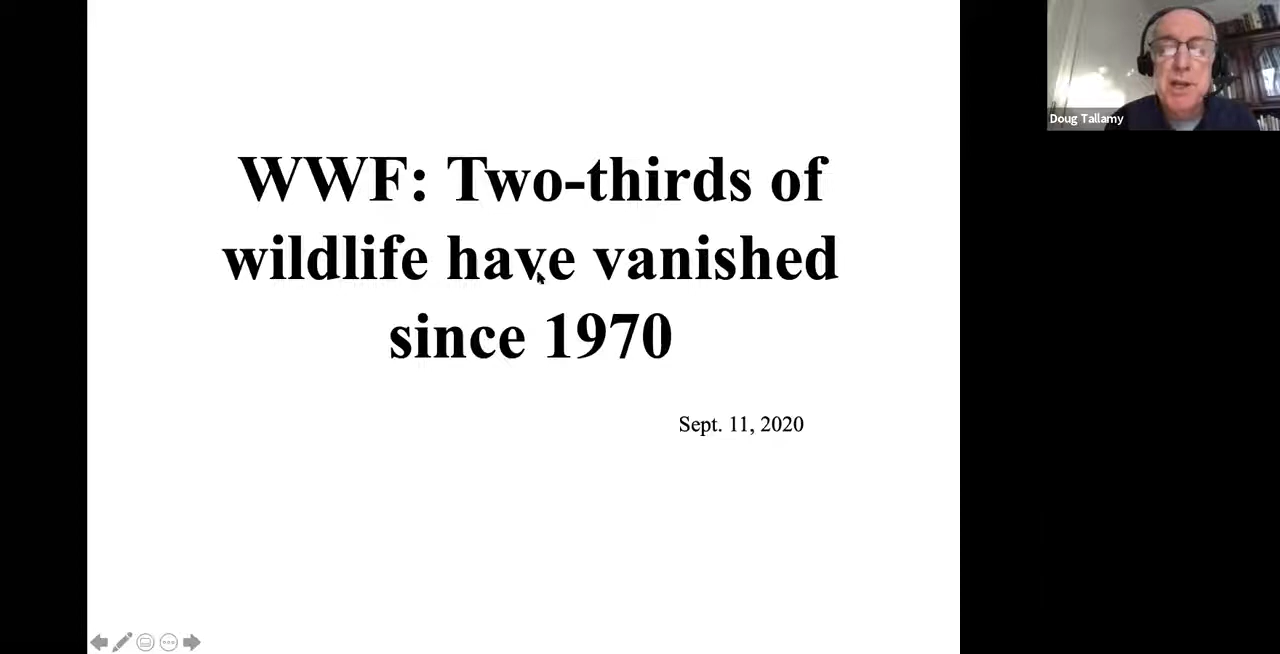 WWF: Two-thirds of
wildlife have vanished
since 1970
Sept. 11, 2020
Doug Tallamy